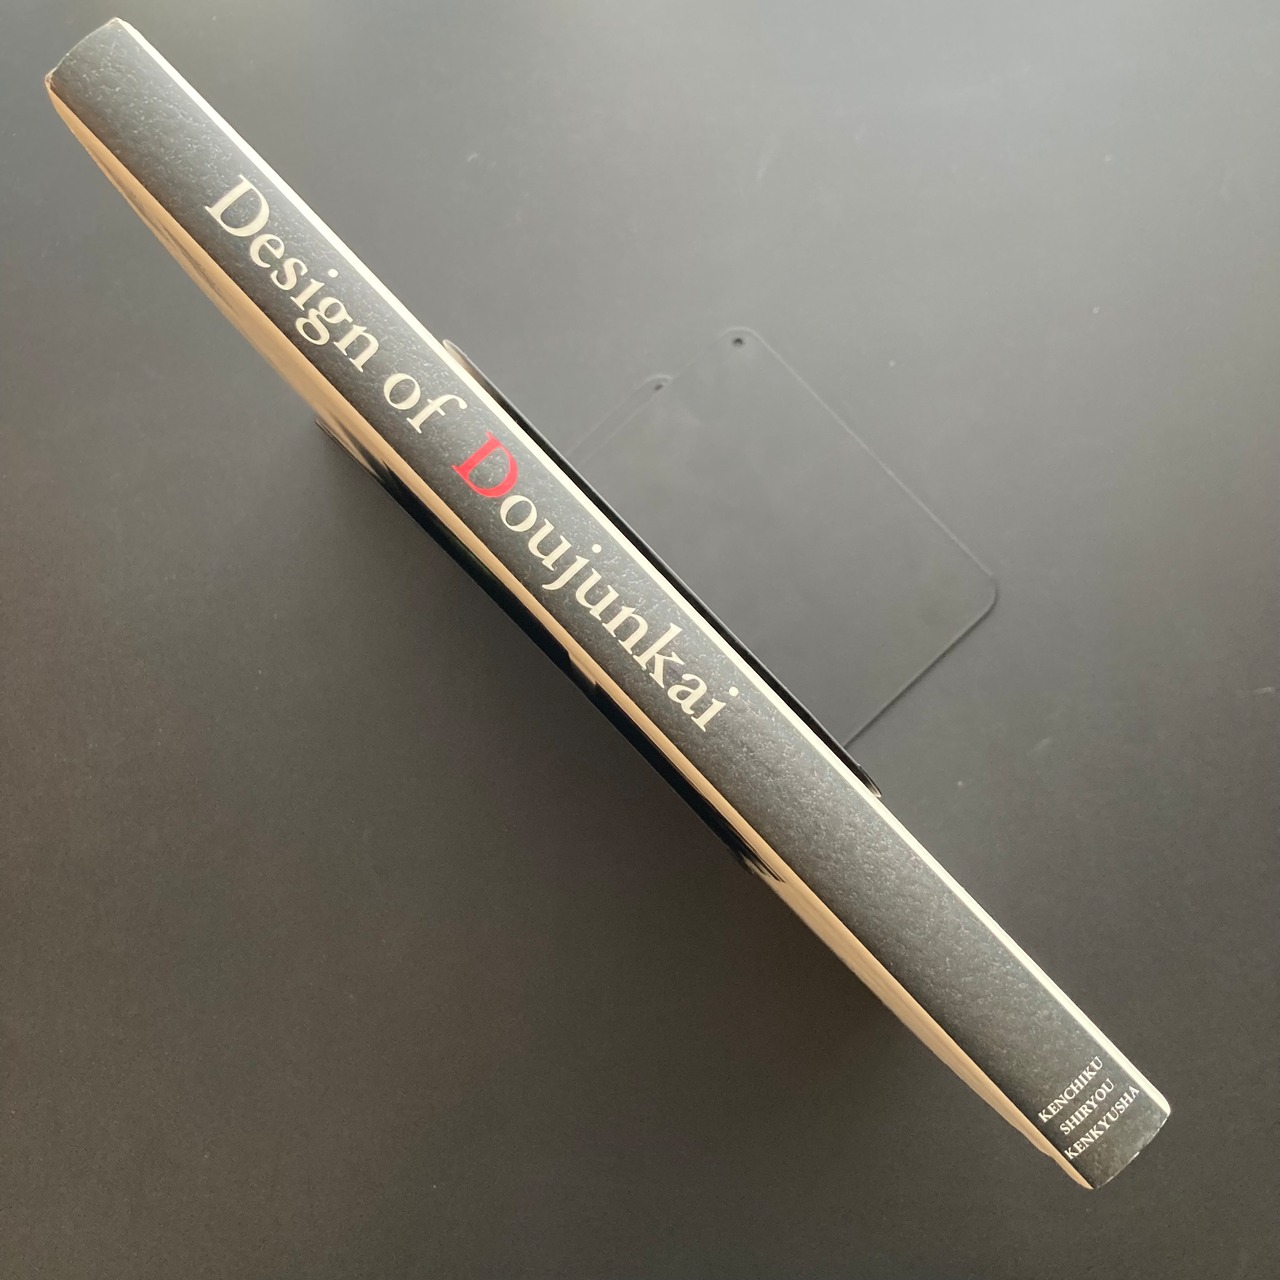 Design of Doujunkai
KENCHIKU
SHIRYOU
KENKYUSHA